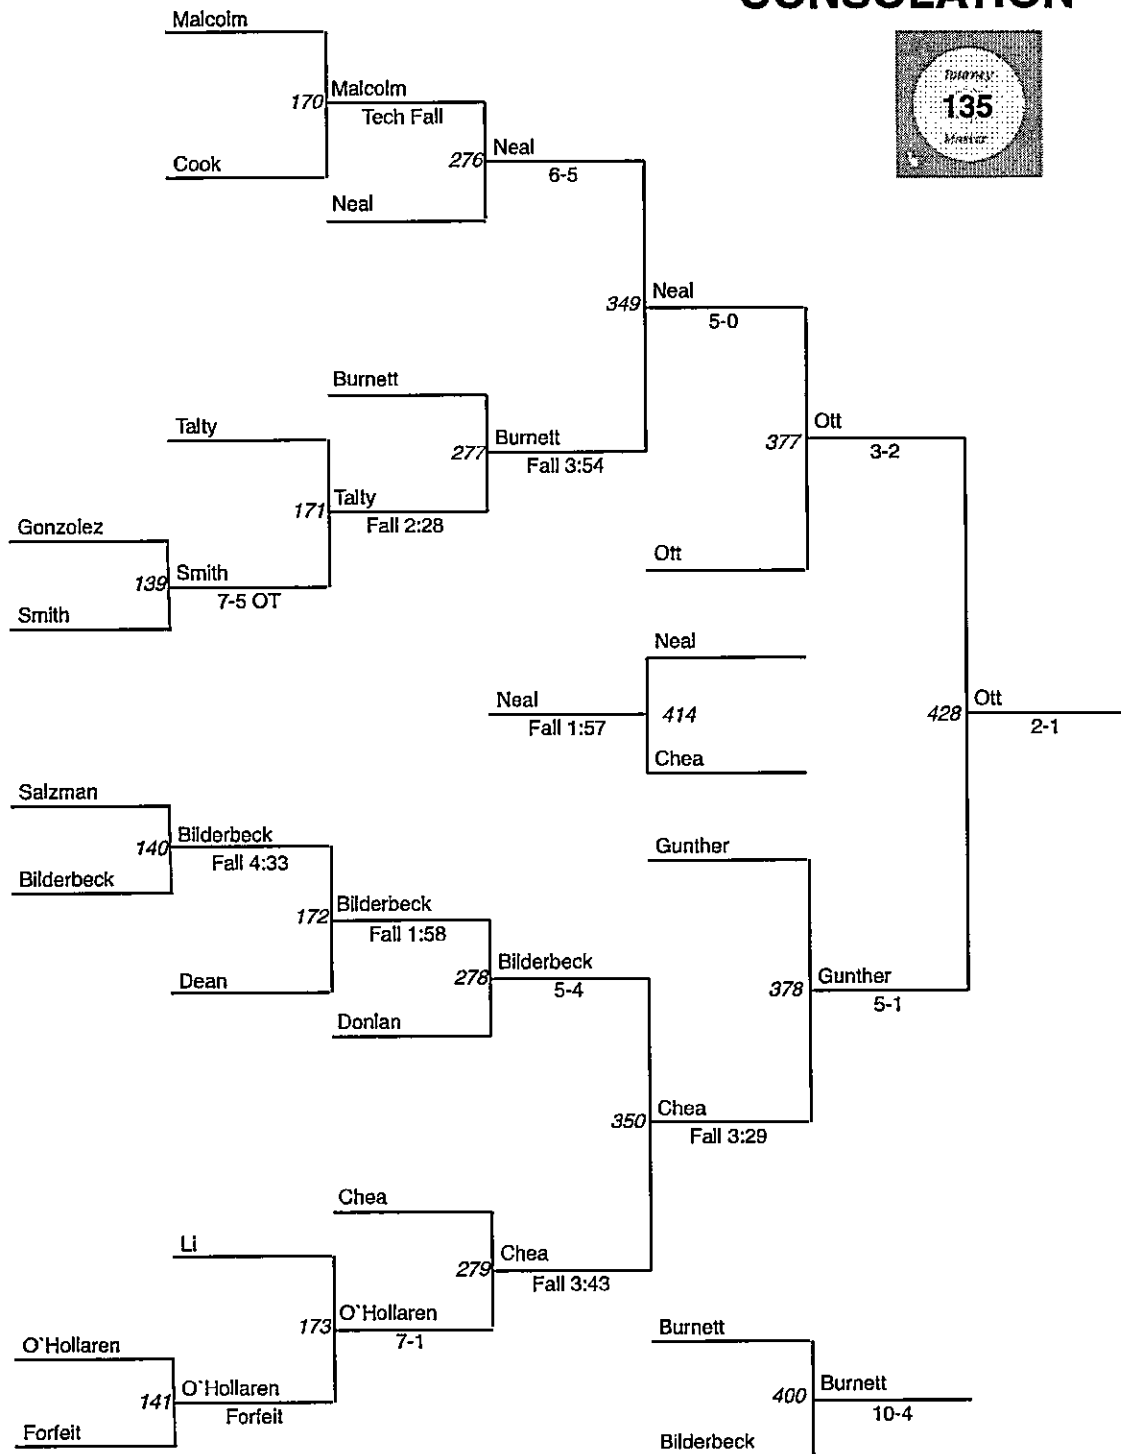 CONSOLATION
Tourney
135
Master
Malcolm
170
Malcolm
Tech Fall
Cook
276
Neal
6-5
Neal
349
Neal
5-0
Burnett
Talty
277
Burnett
Fall 3:54
377
Ott
3-2
171
Talty
Fall 2:28
Gonzolez
139
Smith
7-5 OT
Smith
Ott
Neal
Neal
Fall 1:57
414
Chea
428
Ott
2-1
Salzman
140
Bilderbeck
Fall 4:33
Bilderbeck
Gunther
172
Bilderbeck
Fall 1:58
Dean
278
Bilderbeck
5-4
Donlan
378
Gunther
5-1
350
Chea
Fall 3:29
Chea
Li
279
Chea
Fall 3:43
173
O`Hollaren
7-1
O`Hollaren
141
O`Hollaren
Forfeit
Forfeit
Burnett
400
Burnett
10-4
Bilderbeck